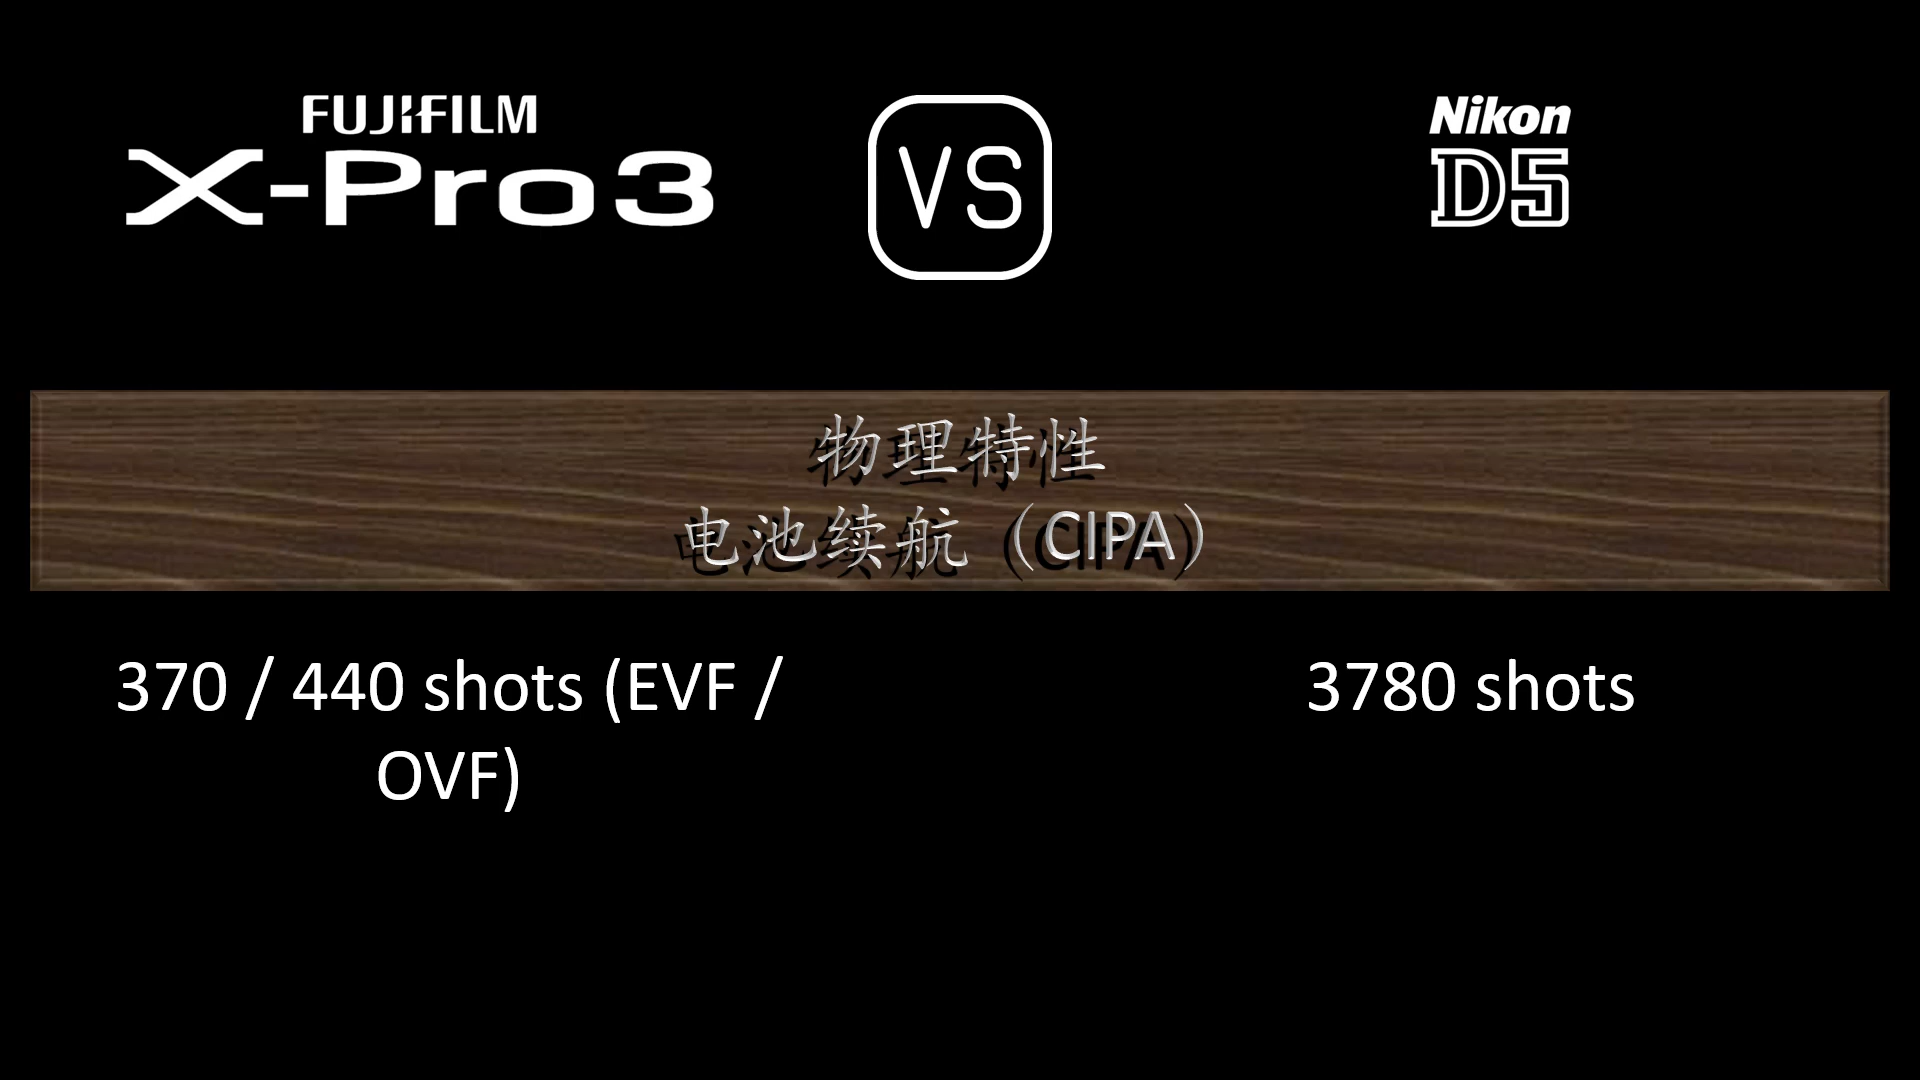 FUJIFILM
X-Pro3
VS
Nikon
D5
物理特性
电池续航（CIPA）
370 / 440 shots (EVF /
OVF)
3780 shots